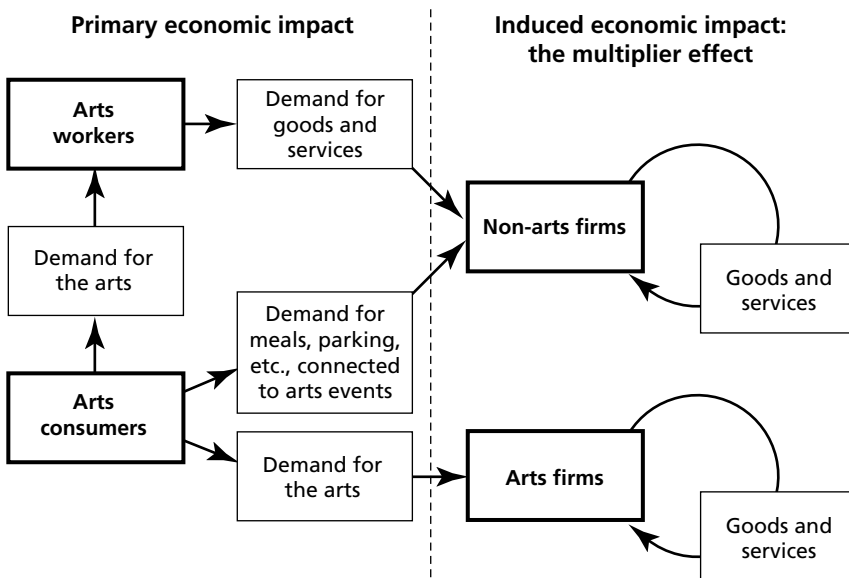 Primary economic impact
Induced economic impact:
the multiplier effect
Arts
workers
Demand for
goods and
services
Non-arts firms
Goods and
services
Demand for
the arts
Demand for
meals, parking,
etc., connected
to arts events
Arts
consumers
Demand for
the arts
Arts firms
Goods and
services